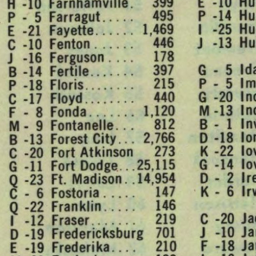 H -10 Farnhamville. 399 E -10 Hu
P - 5 Farragut.... 495 P -14 Hu
E -21 Fayette.... 1,469 I -25 Hu
C -10 Fenton..... 446 J -13 Hu
J -16 Ferguson... 178
B -14 Fertile.... 397 G - 5 Ida
P -18 Floris..... 215 P - 5 Im
C -17 Floyd...... 440 G -20 Ind
F - 8 Fonda..... 1,120 M -13 Ind
M - 9 Fontanelle.. 812 B - 1 Inv
B -13 Forest City... 2,766 D -18 Ion
C -20 Fort Atkinson 273 K -22 Iov
G -11 Fort Dodge... 25,115 G -14 Iov
Q -23 Ft. Madison.. 14,954 D - 2 Ire
C - 6 Fostoria.... 147 K - 6 Irv
Q -22 Franklin.... 146
I -12 Fraser..... 219 C -20 Jac
D -19 Fredericksburg 701 J -10 Jan
E -19 Frederika... 210 F -18 Jan